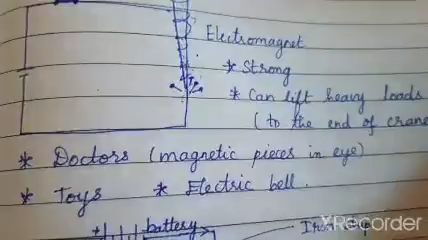 Electromagnet
* Strong
* Can lift heavy loads
(to the end of crane
* Doctors (magnetic pieces in eye)
* Toys * Electric bell.
battery
VRecorder